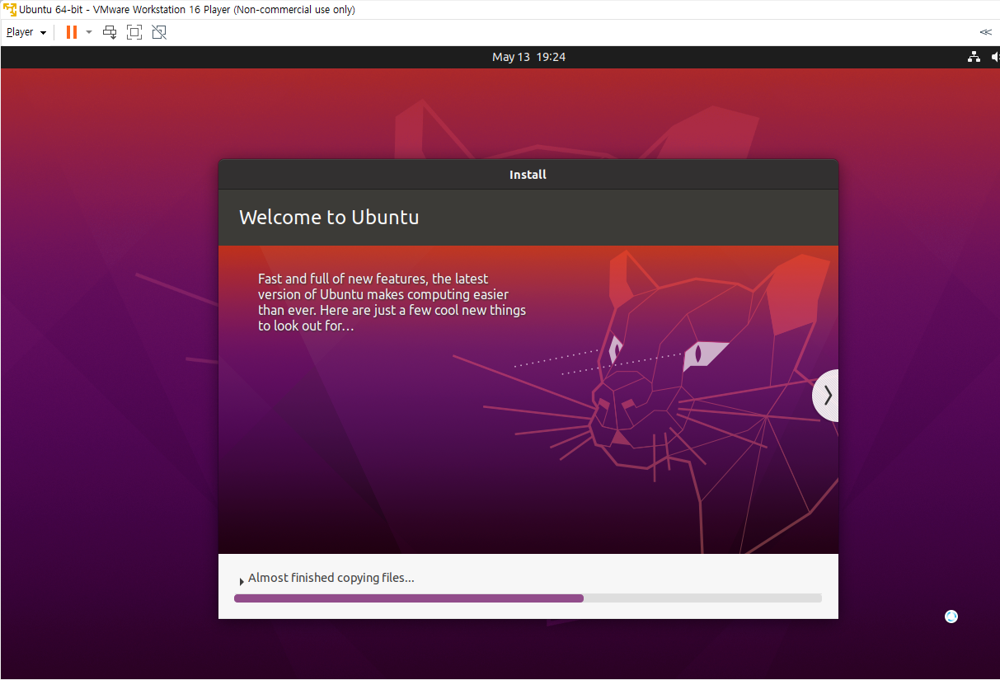 Ubuntu 64-bit - VMware Workstation 16 Player (Non-commercial use only)
Player
May 13 19:24
Install
Welcome to Ubuntu
Fast and full of new features, the latest
version of Ubuntu makes computing easier
than ever. Here are just a few cool new things
to look out for…
Almost finished copying files...